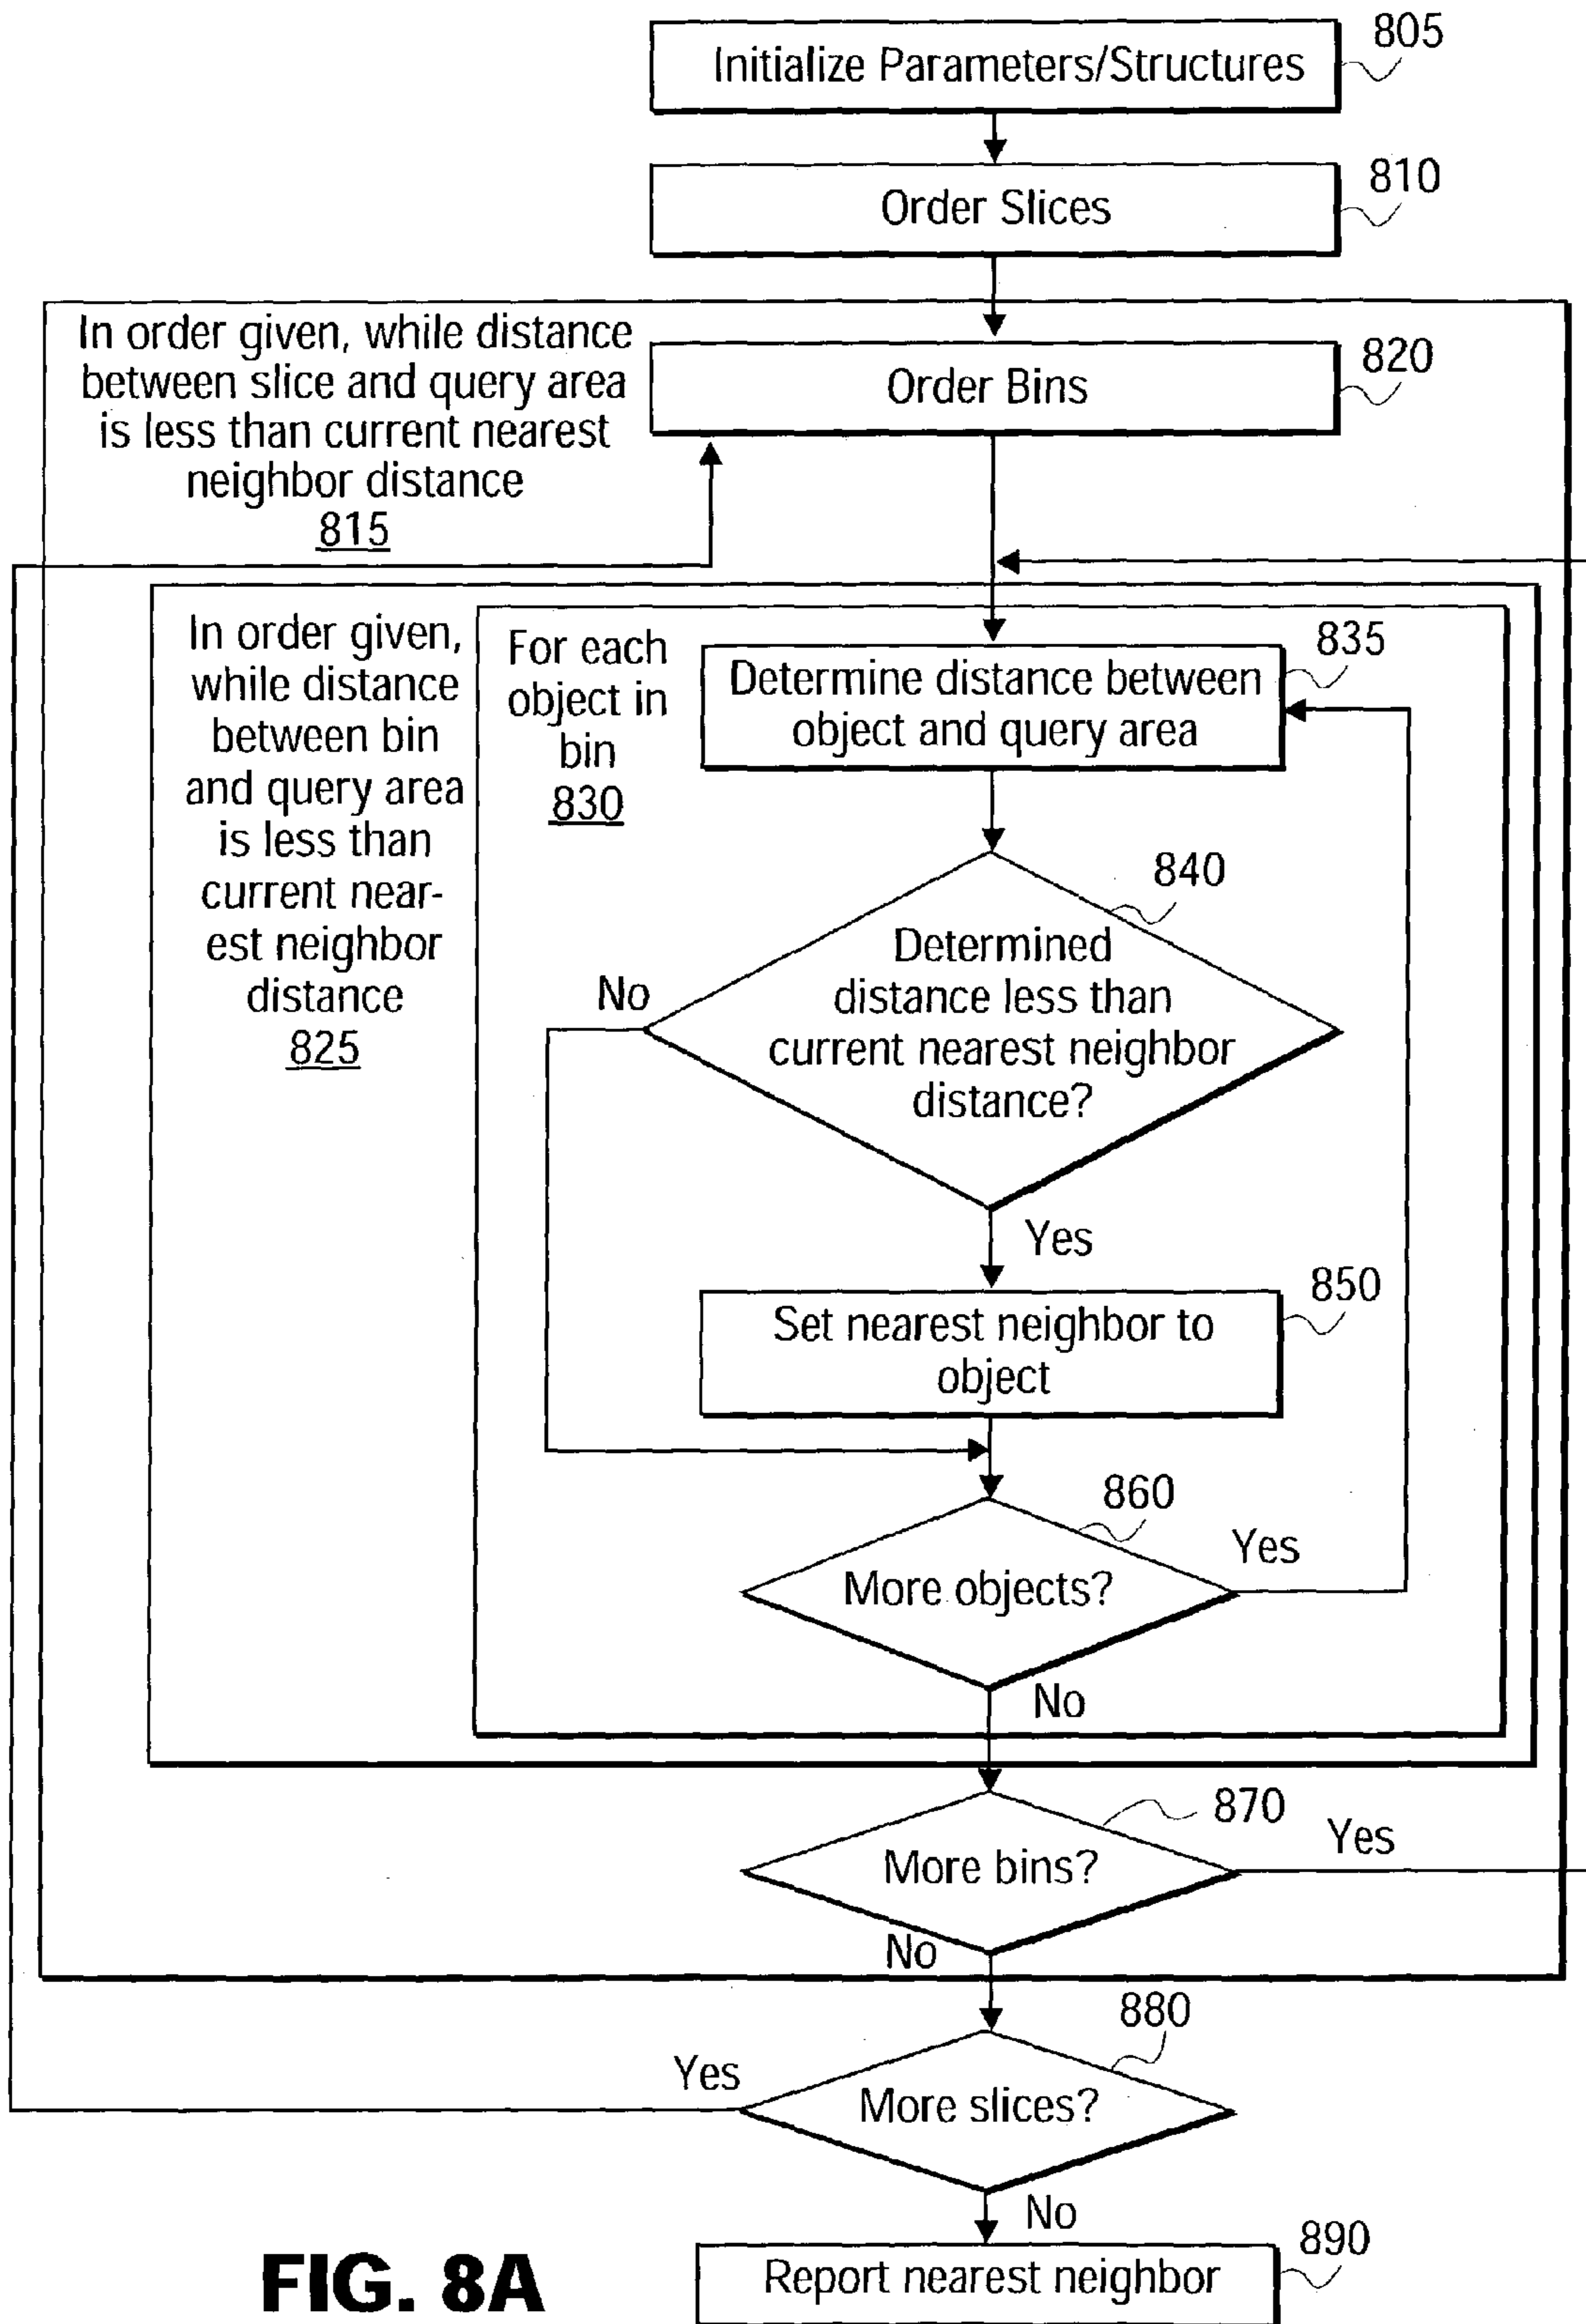 805
Initialize Parameters/Structures
810
Order Slices
In order given, while distance
between slice and query area
is less than current nearest
neighbor distance
815
820
Order Bins
In order given,
while distance
between bin
and query area
is less than
current near-
est neighbor
distance
825
For each
object in
bin
830
835
Determine distance between
object and query area
840
Determined
distance less than
current nearest neighbor
distance?
No
Yes
850
Set nearest neighbor to
object
860
More objects?
Yes
No
870
More bins?
Yes
No
880
More slices?
Yes
No
890
Report nearest neighbor
FIG. 8A